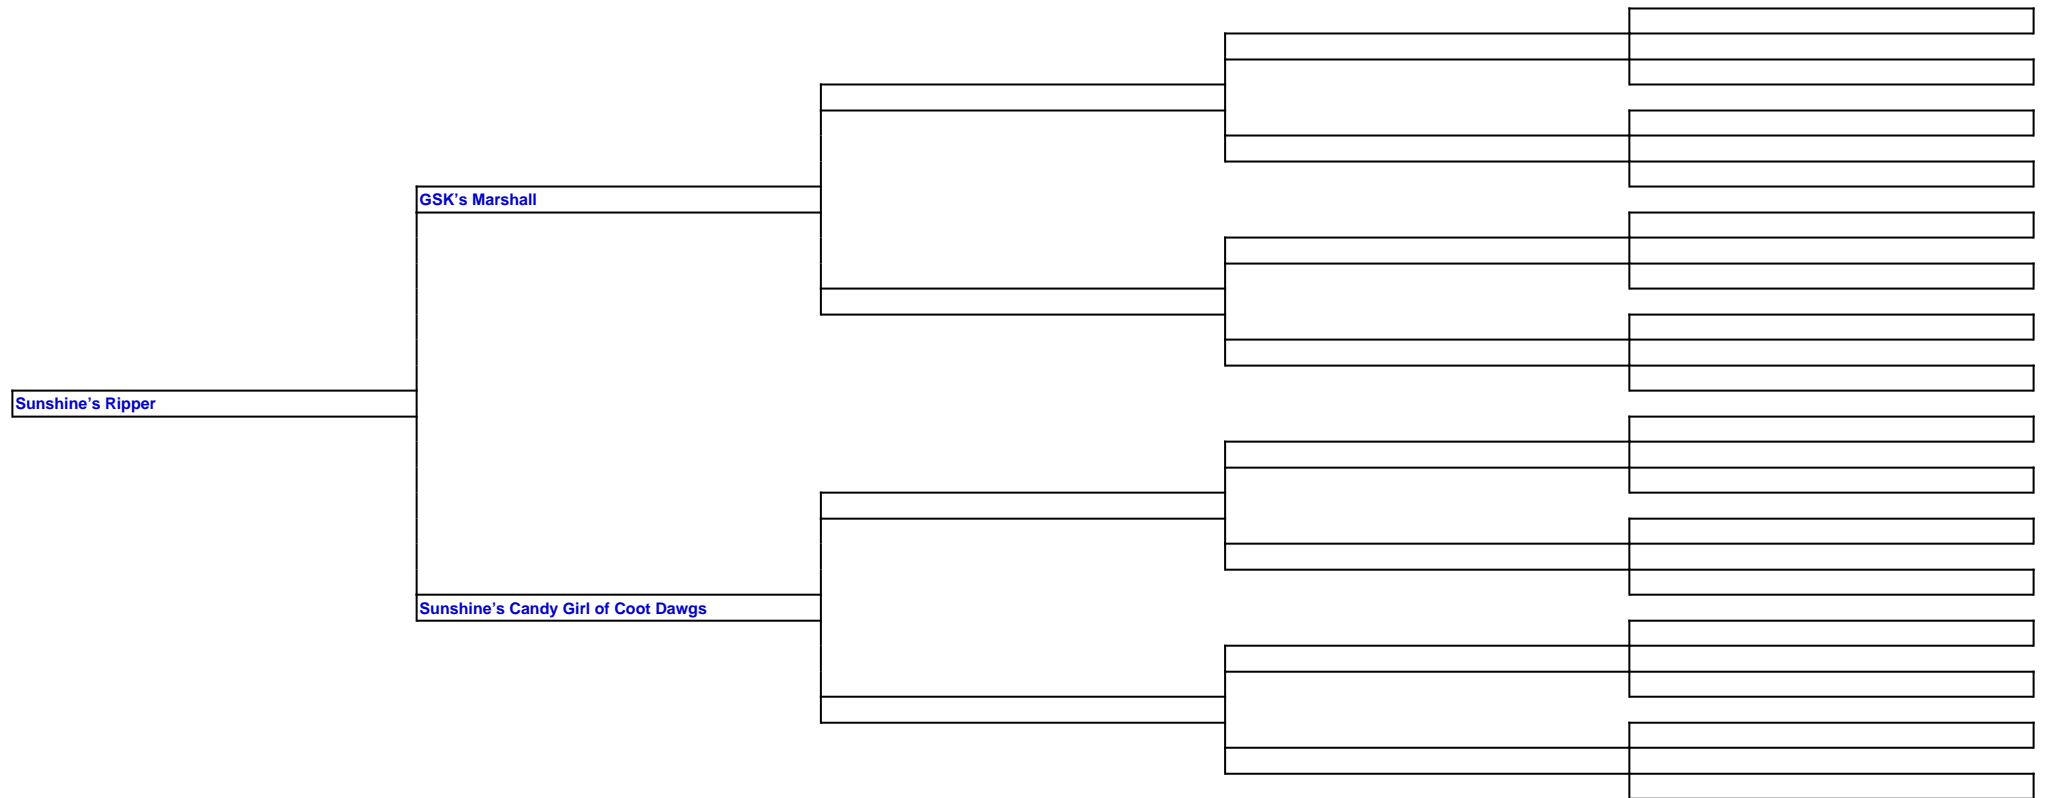 GSK’s Marshall
Sunshine’s Ripper
Sunshine’s Candy Girl of Coot Dawgs